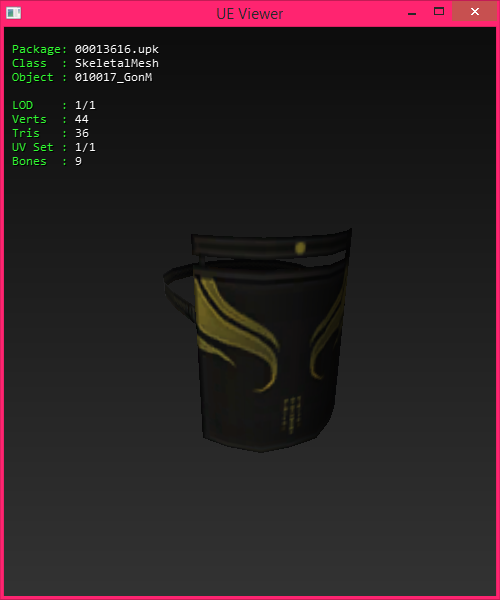 UE Viewer
Package: 00013616.upk
Class : SkeletalMesh
Object : 010017_GonM
LOD : 1/1
Verts : 44
Tris : 36
UV Set : 1/1
Bones : 9